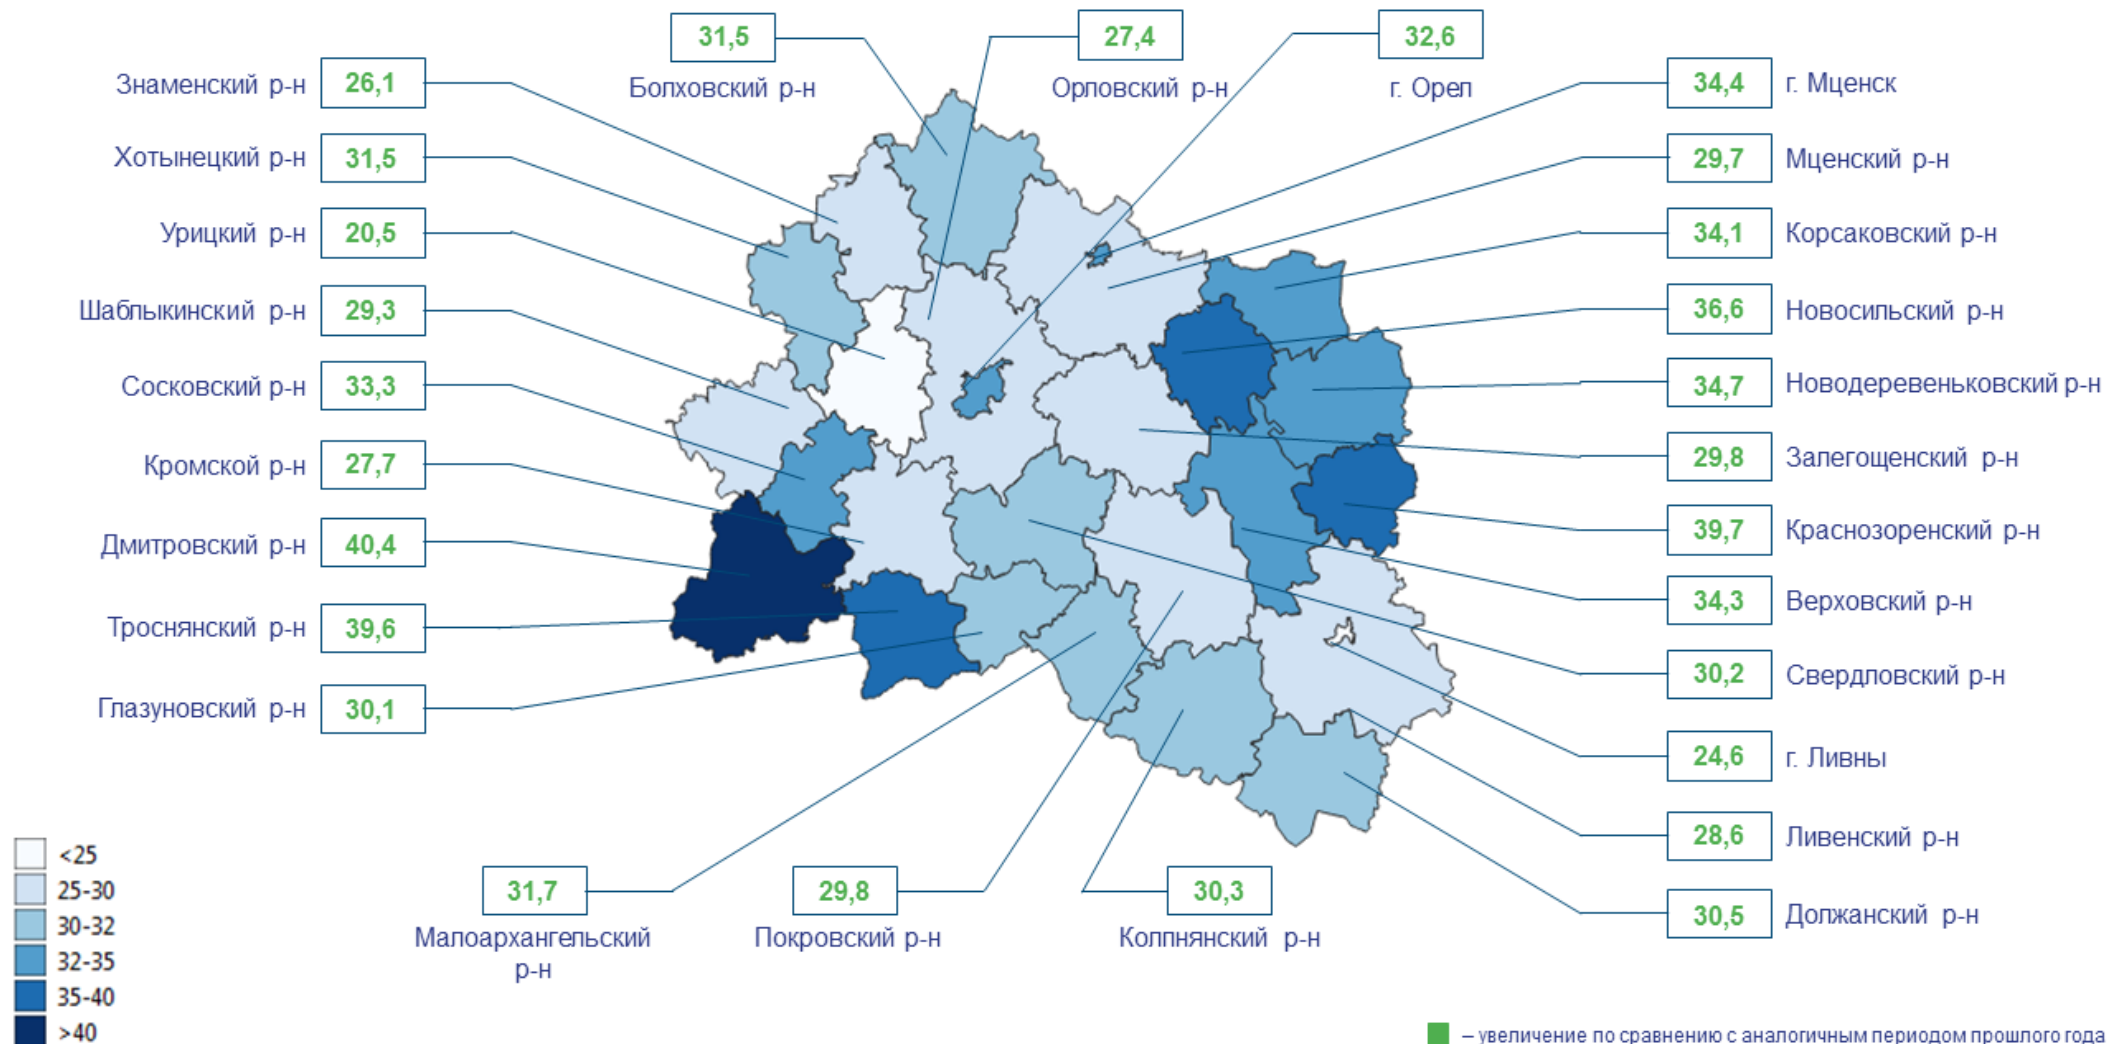 31,5
Болховский р-н
27,4
Орловский р-н
32,6
г. Орел
Знаменский р-н 26,1
Хотынецкий р-н 31,5
Урицкий р-н 20,5
Шаблыкинский р-н 29,3
Сосковский р-н 33,3
Кромской р-н 27,7
Дмитровский р-н 40,4
Троснянский р-н 39,6
Глазуновский р-н 30,1
34,4 г. Мценск
29,7 Мценский р-н
34,1 Корсаковский р-н
36,6 Новосильский р-н
34,7 Новодеревеньковский р-н
29,8 Залегощенский р-н
39,7 Краснозоренский р-н
34,3 Верховский р-н
30,2 Свердловский р-н
24,6 г. Ливны
28,6 Ливенский р-н
30,5 Должанский р-н
31,7
Малоархангельский
р-н
29,8
Покровский р-н
30,3
Колпнянский р-н
<25
25-30
30-32
32-35
35-40
>40
– увеличение по сравнению с аналогичным периодом прошлого года